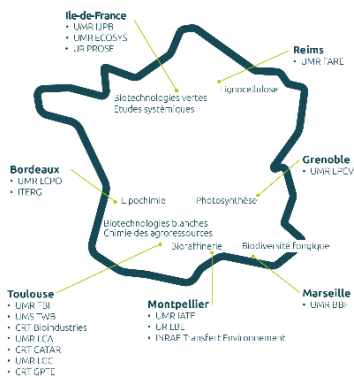 Ile-de-France
• UMR IJPB
• UMR ECOSYS
• UR PROSE
Reims
• UMR FARE
Lignocellulose
Biotechnologies vertes
Etudes systémiques
Bordeaux
• UMR LCPO
• ITERG
Grenoble
• UMR LPCV
Lipochimie
Photosynthèse
Biotechnologies blanches
Chimie des agroressources
Bioraffinerie
Biodiversité fongique
Toulouse
• UMR TBI
• UMS TWB
• CRT Bioindustries
• UMR LCA
• CRT CATAR
• UMR LGC
• CRT GPTE
Montpellier
• UMR IATE
• UR LBE
• INRAE Transfert Environnement
Marseille
• UMR BBF